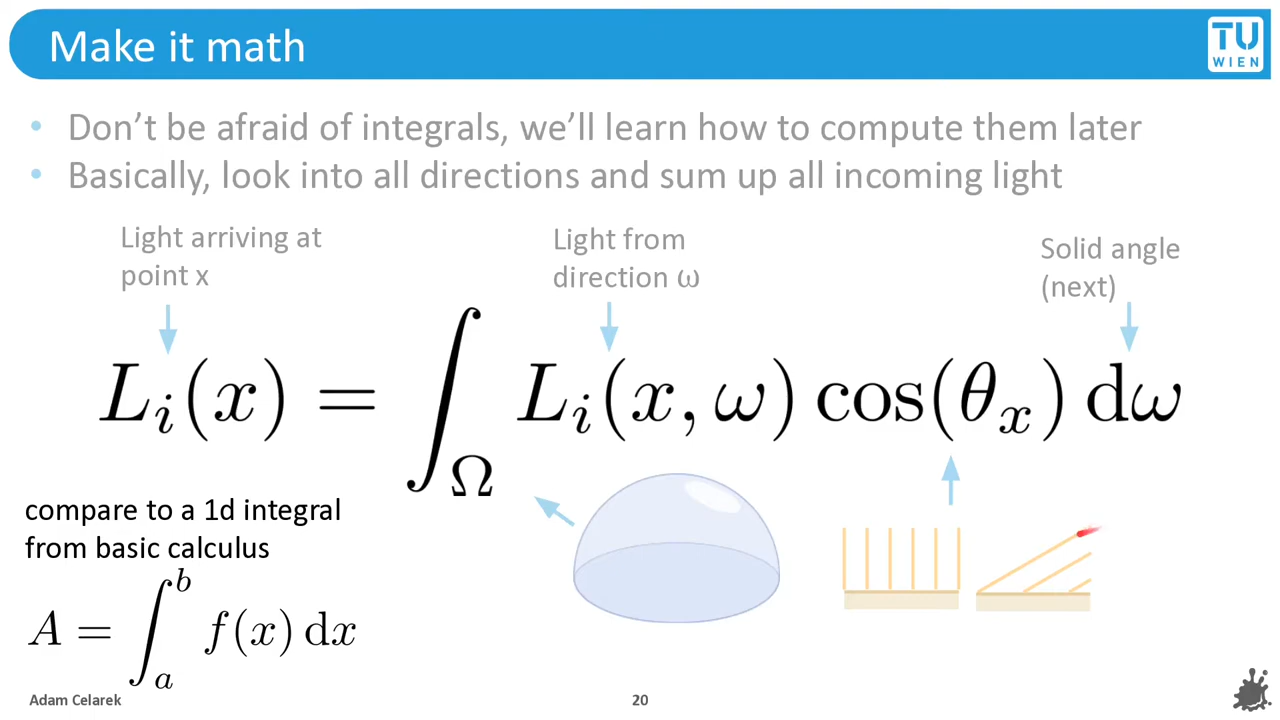 Make it math
TU
WIEN
• Don't be afraid of integrals, we'll learn how to compute them later
• Basically, look into all directions and sum up all incoming light
Light arriving at
point x
Light from
direction ω
Solid angle
(next)
L_i(x) = ∫_Ω L_i(x, ω) cos(θ_x) dω
compare to a 1d integral
from basic calculus
A = ∫_a^b f(x) dx
Adam Celarek
20